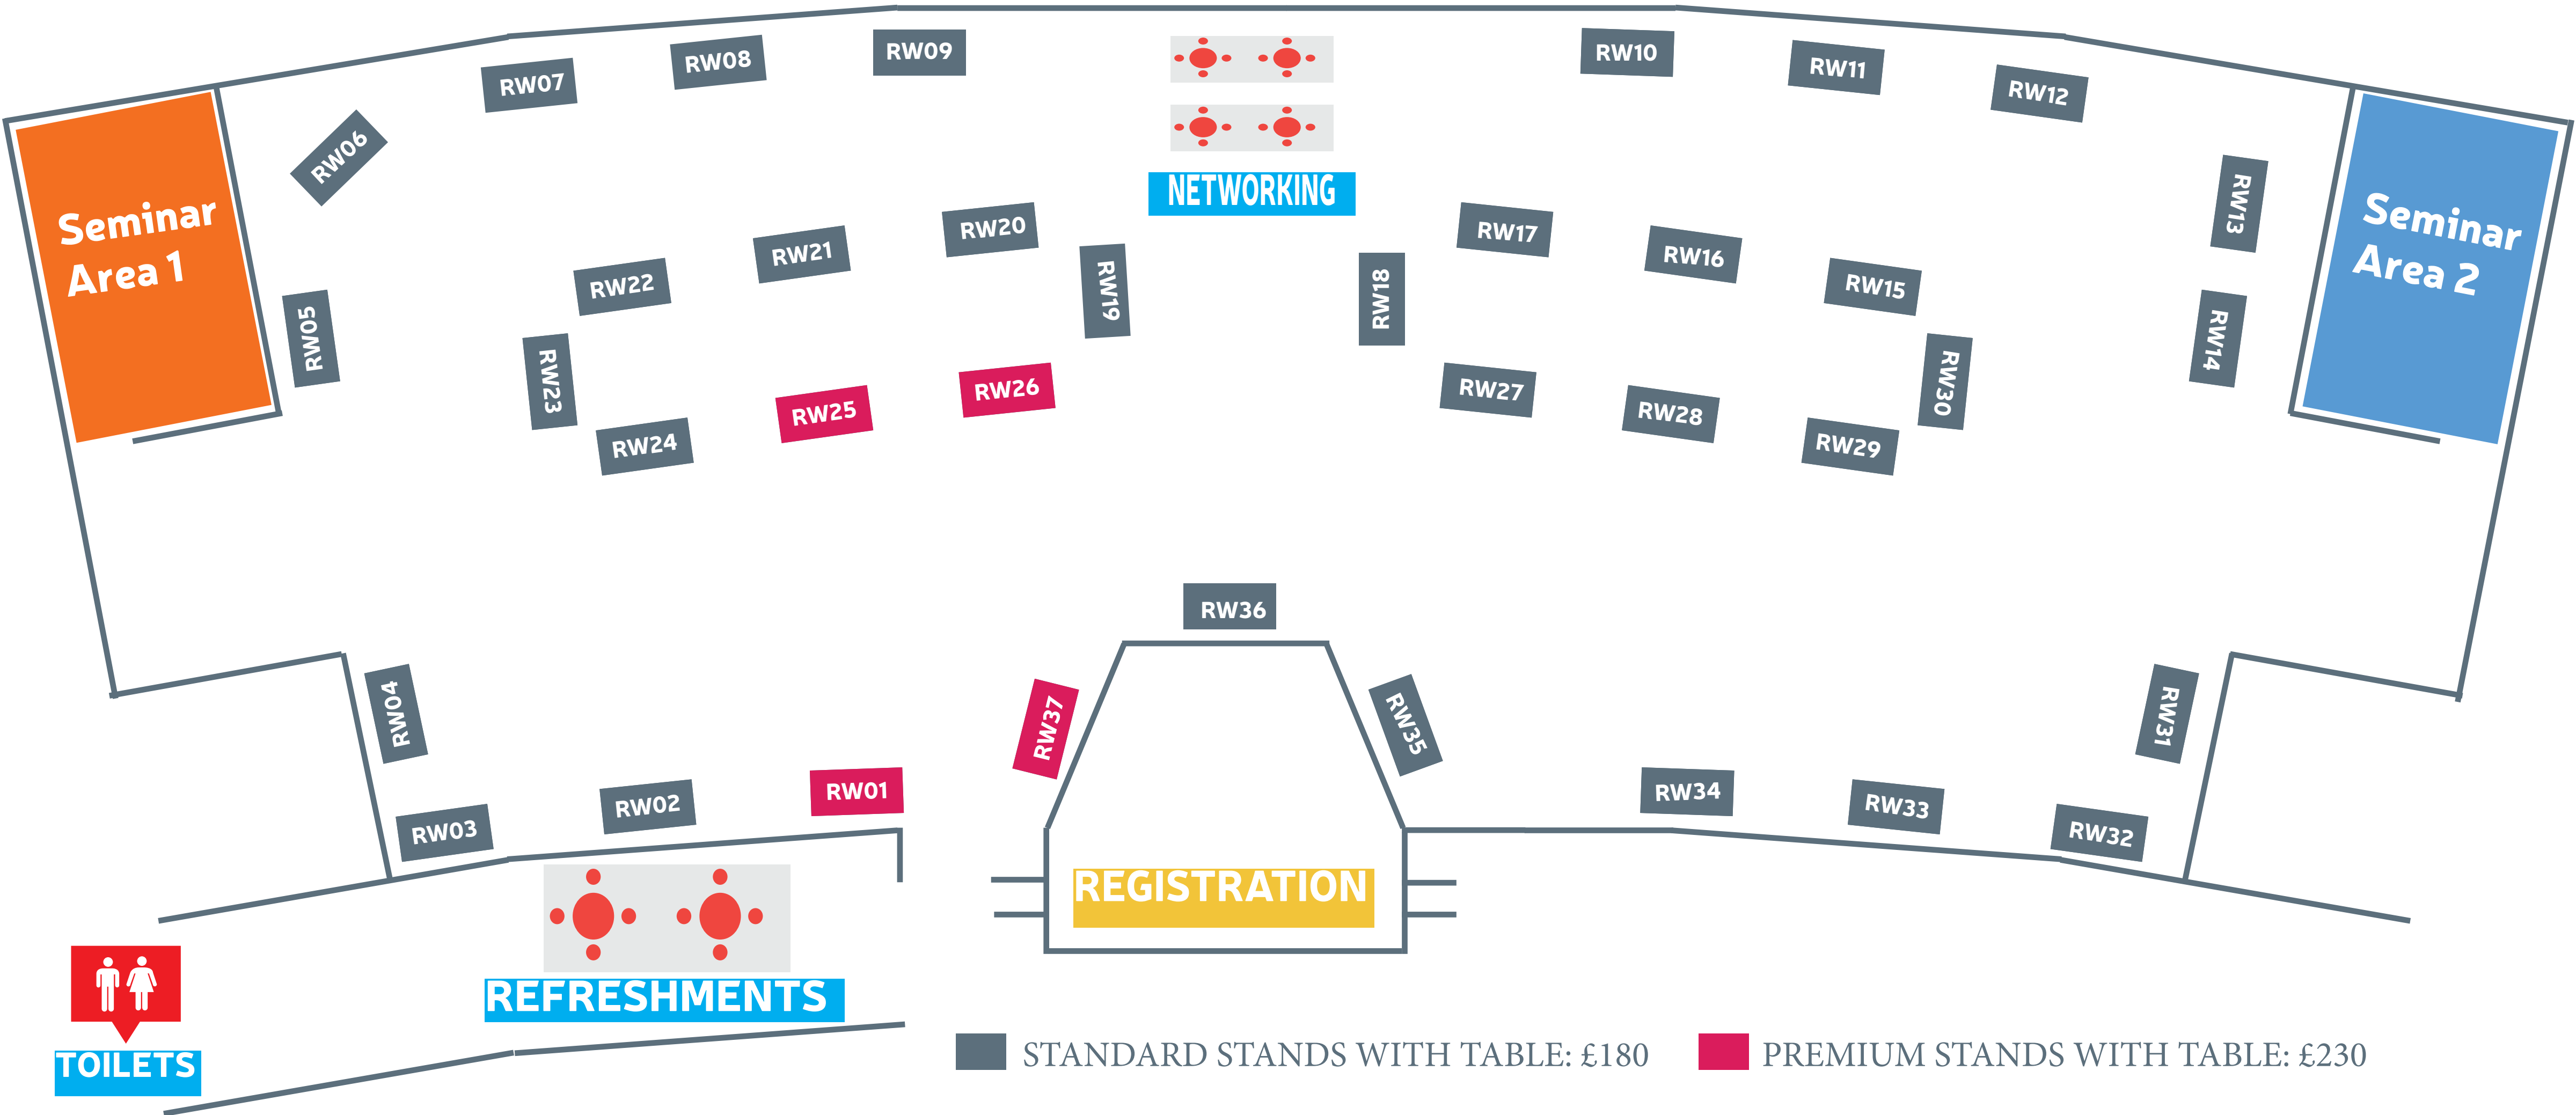 RW09
RW10
RW08
RW11
RW07
RW12
RW06
NETWORKING
RW13
Seminar
Area 1
Seminar
Area 2
RW20
RW17
RW21
RW16
RW22
RW15
RW19
RW18
RW05
RW14
RW23
RW30
RW26
RW27
RW25
RW28
RW24
RW29
RW36
RW04
RW37
RW35
RW31
RW01
RW34
RW02
RW33
RW03
RW32
REGISTRATION
REFRESHMENTS
TOILETS
STANDARD STANDS WITH TABLE: £180
PREMIUM STANDS WITH TABLE: £230